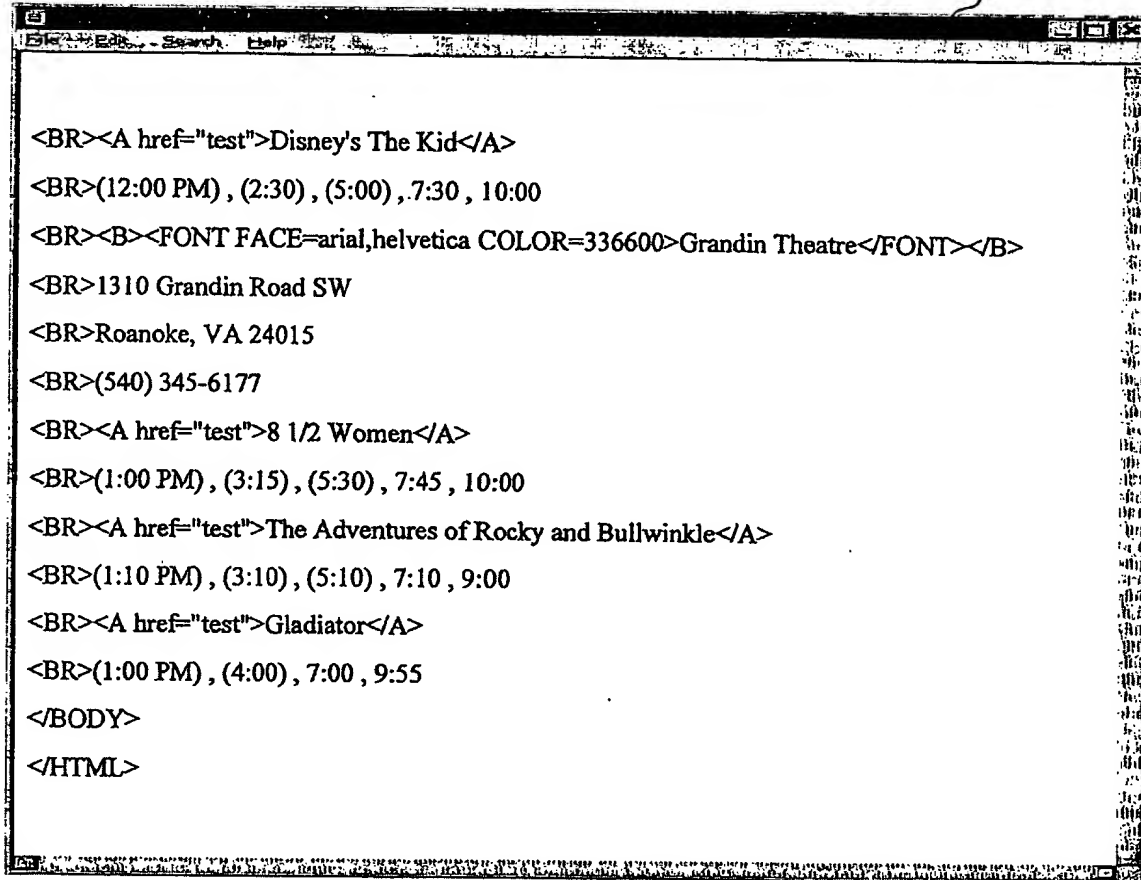 File Edit Search Help
<BR><A href="test">Disney's The Kid</A>
<BR>(12:00 PM) , (2:30) , (5:00) , 7:30 , 10:00
<BR><B><FONT FACE=arial,helvetica COLOR=336600>Grandin Theatre</FONT></B>
<BR>1310 Grandin Road SW
<BR>Roanoke, VA 24015
<BR>(540) 345-6177
<BR><A href="test">8 1/2 Women</A>
<BR>(1:00 PM) , (3:15) , (5:30) , 7:45 , 10:00
<BR><A href="test">The Adventures of Rocky and Bullwinkle</A>
<BR>(1:10 PM) , (3:10) , (5:10) , 7:10 , 9:00
<BR><A href="test">Gladiator</A>
<BR>(1:00 PM) , (4:00) , 7:00 , 9:55
</BODY>
</HTML>